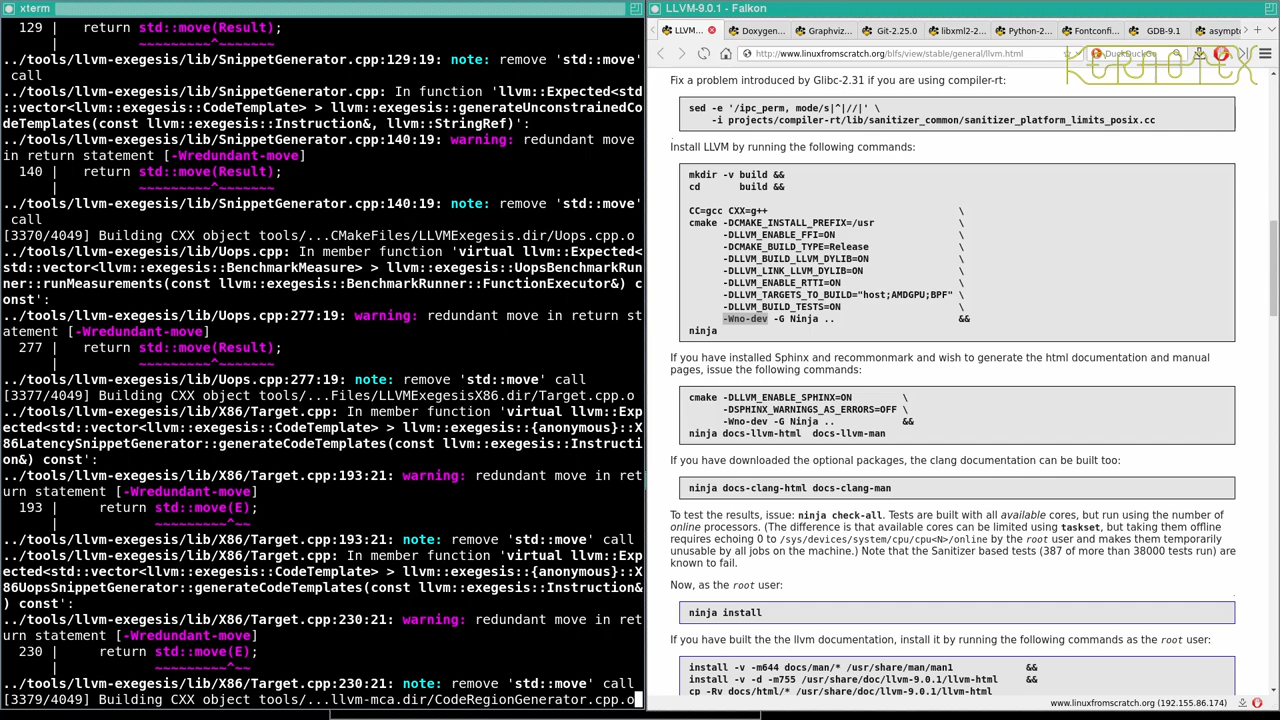 xterm
129 |   return std::move(Result);
~~~~~~~~~^~~~~~~~
../tools/llvm-exegesis/lib/SnippetGenerator.cpp:129:19: note: remove 'std::move'
call
../tools/llvm-exegesis/lib/SnippetGenerator.cpp: In function 'llvm::Expected<std
::vector<llvm::exegesis::CodeTemplate> > llvm::exegesis::generateUnconstrainedCo
deTemplates(const llvm::exegesis::Instruction&, llvm::StringRef)':
../tools/llvm-exegesis/lib/SnippetGenerator.cpp:140:19: warning: redundant move
in return statement [-Wredundant-move]
140 |   return std::move(Result);
~~~~~~~~~^~~~~~~~
../tools/llvm-exegesis/lib/SnippetGenerator.cpp:140:19: note: remove 'std::move'
call
[3370/4049] Building CXX object tools/...CMakeFiles/LLVMExegesis.dir/Uops.cpp.o
../tools/llvm-exegesis/lib/Uops.cpp: In member function 'virtual llvm::Expected<
std::vector<llvm::exegesis::BenchmarkMeasure> > llvm::exegesis::UopsBenchmarkRun
ner::runMeasurements(const llvm::exegesis::BenchmarkRunner::FunctionExecutor&) c
onst':
../tools/llvm-exegesis/lib/Uops.cpp:277:19: warning: redundant move in return st
atement [-Wredundant-move]
277 |   return std::move(Result);
~~~~~~~~~^~~~~~~~
../tools/llvm-exegesis/lib/Uops.cpp:277:19: note: remove 'std::move' call
[3377/4049] Building CXX object tools/...Files/LLVMExegesisX86.dir/Target.cpp.o
../tools/llvm-exegesis/lib/X86/Target.cpp: In member function 'virtual llvm::Exp
ected<std::vector<llvm::exegesis::CodeTemplate> > llvm::exegesis::{anonymous}::X
86LatencySnippetGenerator::generateCodeTemplates(const llvm::exegesis::Instructi
on&) const':
../tools/llvm-exegesis/lib/X86/Target.cpp:193:21: warning: redundant move in ret
urn statement [-Wredundant-move]
193 |     return std::move(E);
~~~~~~~~~^~~
../tools/llvm-exegesis/lib/X86/Target.cpp:193:21: note: remove 'std::move' call
../tools/llvm-exegesis/lib/X86/Target.cpp: In member function 'virtual llvm::Exp
ected<std::vector<llvm::exegesis::CodeTemplate> > llvm::exegesis::{anonymous}::X
86UopsSnippetGenerator::generateCodeTemplates(const llvm::exegesis::Instruction&
) const':
../tools/llvm-exegesis/lib/X86/Target.cpp:230:21: warning: redundant move in ret
urn statement [-Wredundant-move]
230 |     return std::move(E);
~~~~~~~~~^~~
../tools/llvm-exegesis/lib/X86/Target.cpp:230:21: note: remove 'std::move' call
[3379/4049] Building CXX object tools/...llvm-mca.dir/CodeRegionGenerator.cpp.o
LLVM-9.0.1 - Falkon
LLVM... Doxygen... Graphviz... Git-2.25.0 libxml2-2... Python-2... Fontconfi... GDB-9.1 asympt
http://www.linuxfromscratch.org/blfs/view/stable/general/llvm.html DuckDuckGo
KERNOTEX
Fix a problem introduced by Glibc-2.31 if you are using compiler-rt:
sed -e '/ipc_perm, mode/s|^|//|' \
-i projects/compiler-rt/lib/sanitizer_common/sanitizer_platform_limits_posix.cc
Install LLVM by running the following commands:
mkdir -v build &&
cd       build &&
CC=gcc CXX=g++ \
cmake -DCMAKE_INSTALL_PREFIX=/usr \
-DLLVM_ENABLE_FFI=ON \
-DCMAKE_BUILD_TYPE=Release \
-DLLVM_BUILD_LLVM_DYLIB=ON \
-DLLVM_LINK_LLVM_DYLIB=ON \
-DLLVM_ENABLE_RTTI=ON \
-DLLVM_TARGETS_TO_BUILD="host;AMDGPU;BPF" \
-DLLVM_BUILD_TESTS=ON \
-Wno-dev -G Ninja .. &&
ninja
If you have installed Sphinx and recommonmark and wish to generate the html documentation and manual
pages, issue the following commands:
cmake -DLLVM_ENABLE_SPHINX=ON \
-DSPHINX_WARNINGS_AS_ERRORS=OFF \
-Wno-dev -G Ninja .. &&
ninja docs-llvm-html  docs-llvm-man
If you have downloaded the optional packages, the clang documentation can be built too:
ninja docs-clang-html docs-clang-man
To test the results, issue: ninja check-all. Tests are built with all available cores, but run using the number of
online processors. (The difference is that available cores can be limited using taskset, but taking them offline
requires echoing 0 to /sys/devices/system/cpu/cpu<N>/online by the root user and makes them temporarily
unusable by all jobs on the machine.) Note that the Sanitizer based tests (387 of more than 38000 tests run) are
known to fail.
Now, as the root user:
ninja install
If you have built the the llvm documentation, install it by running the following commands as the root user:
install -v -m644 docs/man/* /usr/share/man/man1 &&
install -v -d -m755 /usr/share/doc/llvm-9.0.1/llvm-html &&
cp -Rv docs/html/* /usr/share/doc/llvm-9.0.1/llvm-html
www.linuxfromscratch.org (192.155.86.174)